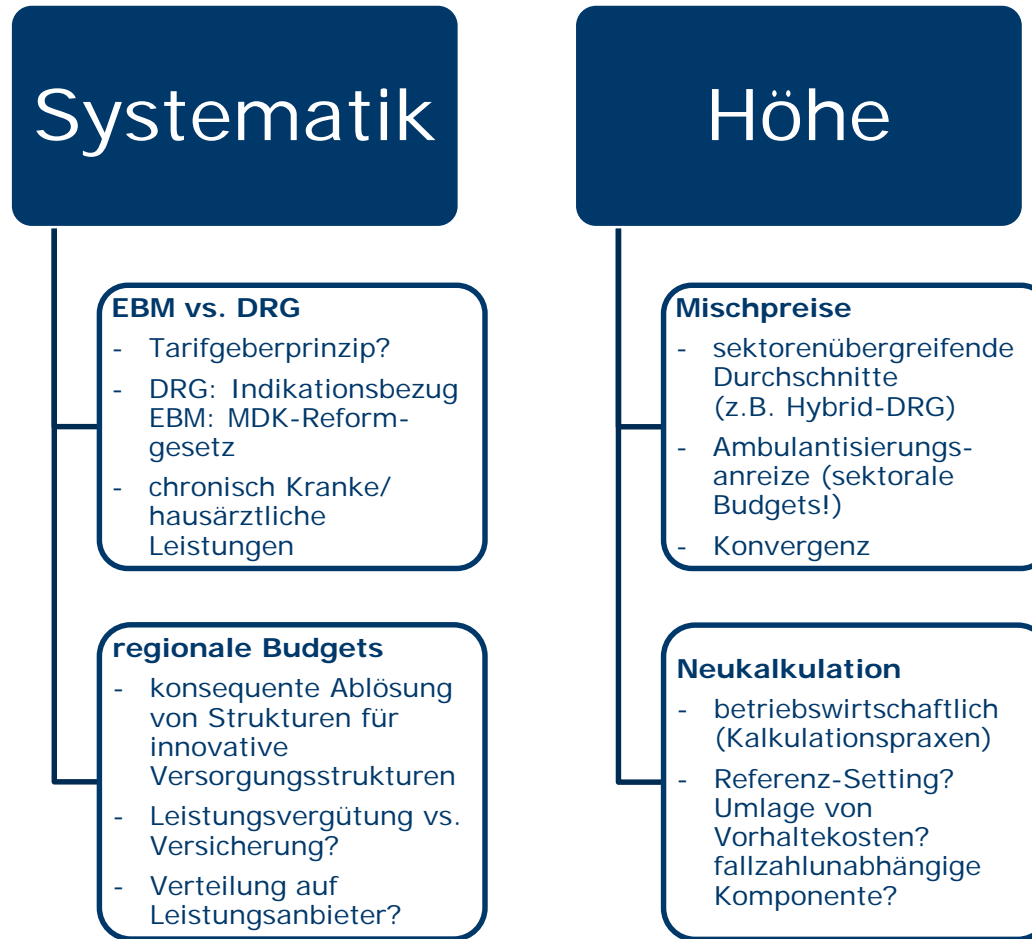 Systematik
EBM vs. DRG
- Tarifgeberprinzip?
- DRG: Indikationsbezug
EBM: MDK-Reform-
gesetz
- chronisch Kranke/
hausärztliche
Leistungen
regionale Budgets
- konsequente Ablösung
von Strukturen für
innovative
Versorgungsstrukturen
- Leistungsvergütung vs.
Versicherung?
- Verteilung auf
Leistungsanbieter?
Höhe
Mischpreise
- sektorenübergreifende
Durchschnitte
(z.B. Hybrid-DRG)
- Ambulantisierungs-
anreize (sektorale
Budgets!)
- Konvergenz
Neukalkulation
- betriebswirtschaftlich
(Kalkulationspraxen)
- Referenz-Setting?
Umlage von
Vorhaltekosten?
fallzahlunabhängige
Komponente?